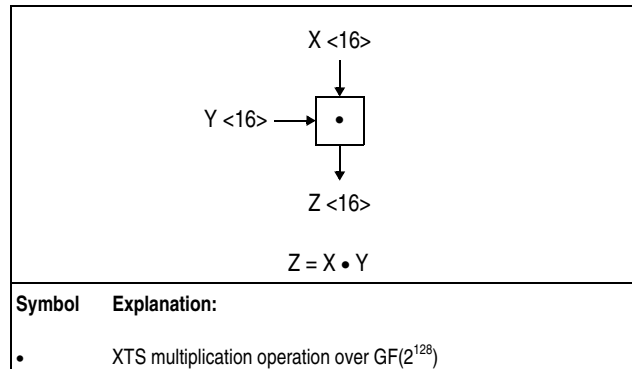 X <16>
Y <16>
•
Z <16>
Z = X • Y
Symbol Explanation:
• XTS multiplication operation over GF(2^128)